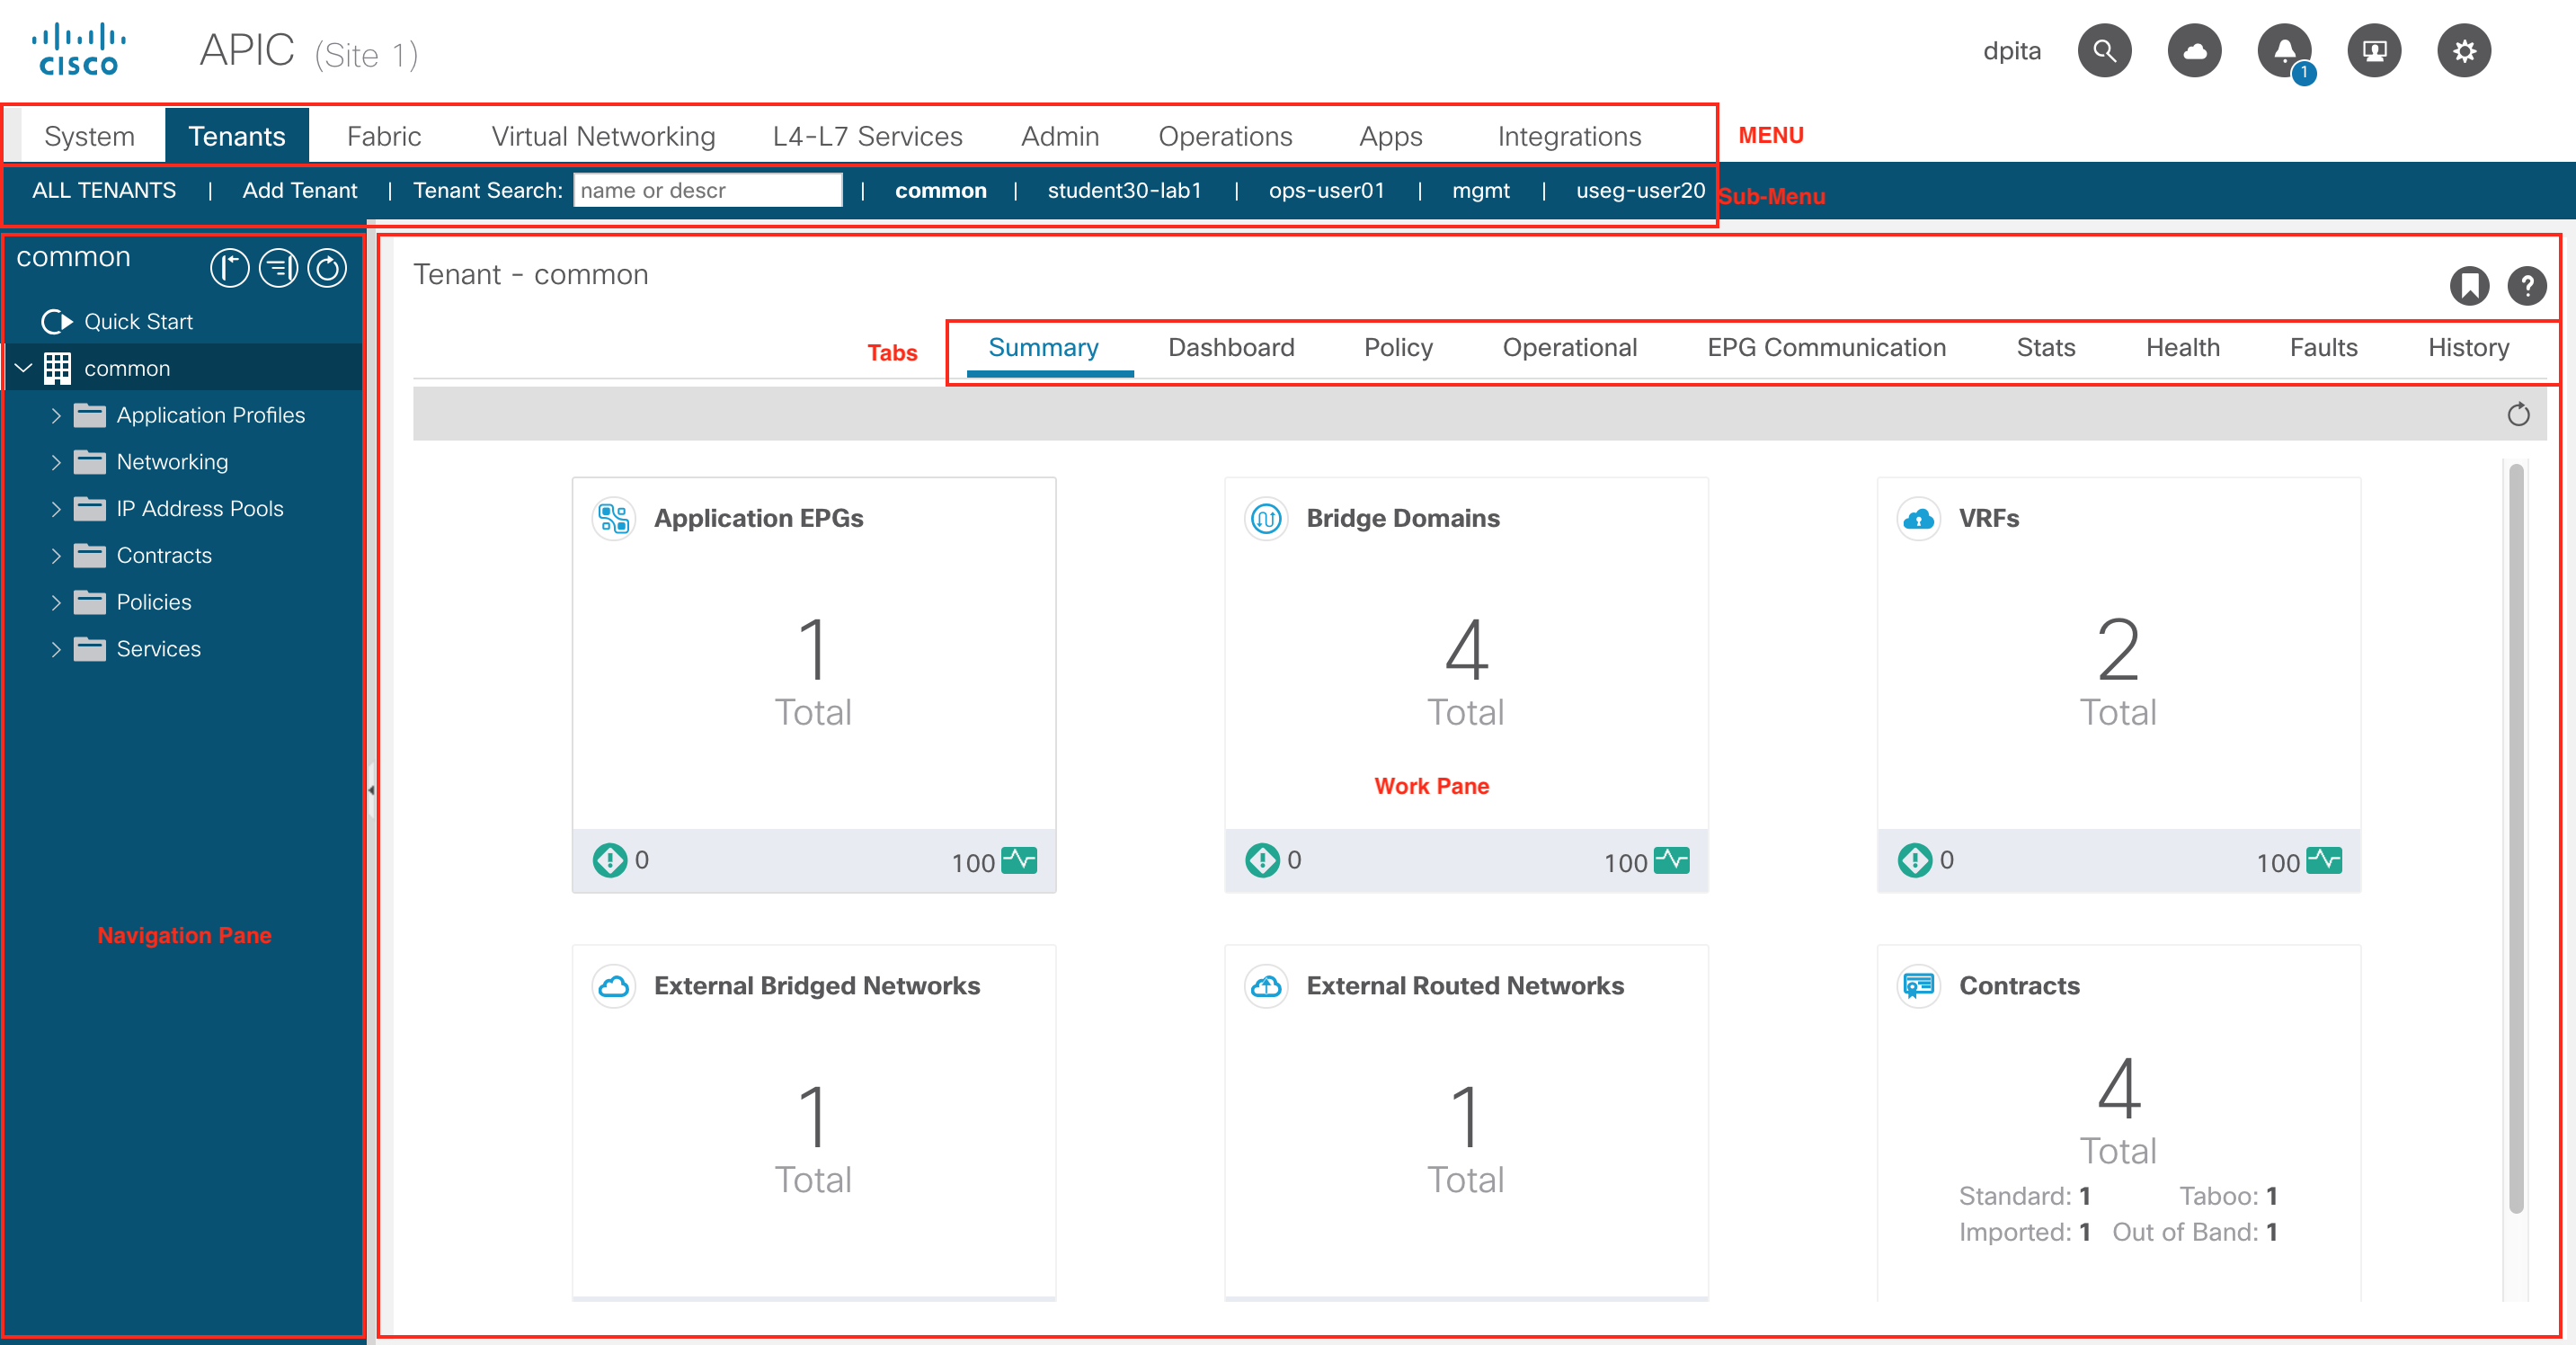 CISCO APIC (Site 1) dpita
1
System Tenants Fabric Virtual Networking L4-L7 Services Admin Operations Apps Integrations MENU
ALL TENANTS | Add Tenant | Tenant Search: name or descr | common | student30-lab1 | ops-user01 | mgmt | useg-user20 Sub-Menu
common
Quick Start
common
Application Profiles
Networking
IP Address Pools
Contracts
Policies
Services
Navigation Pane
Tenant - common
?
Tabs Summary Dashboard Policy Operational EPG Communication Stats Health Faults History
Application EPGs
1
Total
0 100
Bridge Domains
4
Total
Work Pane
0 100
VRFs
2
Total
0 100
External Bridged Networks
1
Total
External Routed Networks
1
Total
Contracts
4
Total
Standard: 1 Taboo: 1
Imported: 1 Out of Band: 1